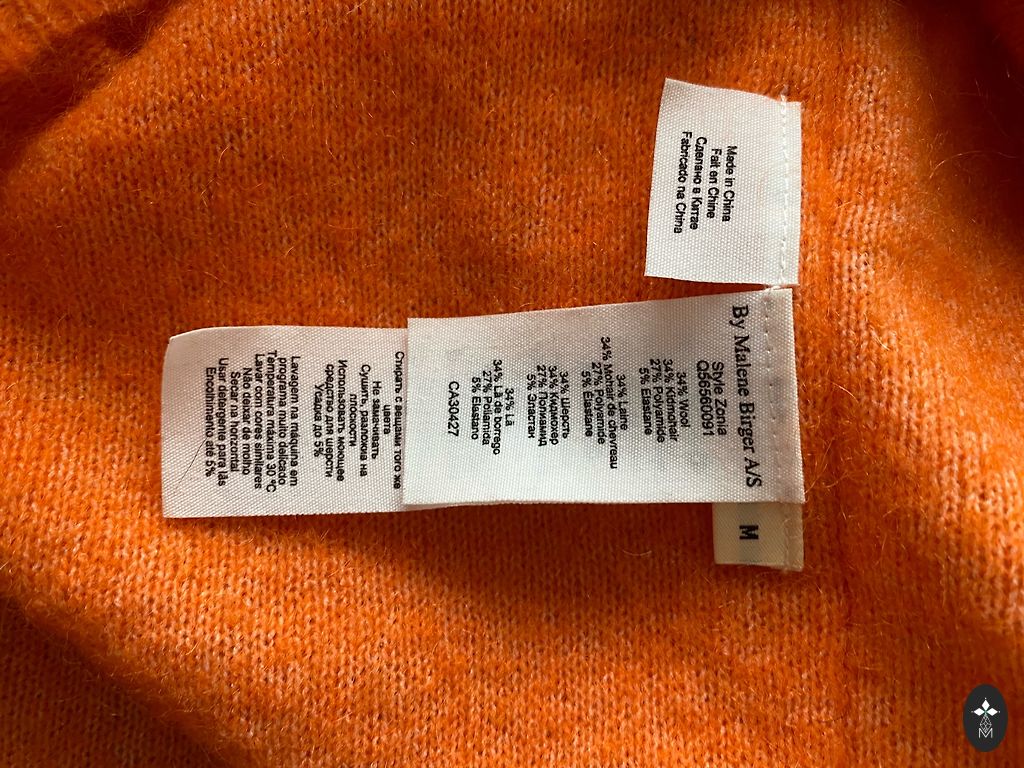 Made in China
Fait en Chine
Сделано в Китае
Fabricado na China
By Malene Birger A/S
Style Zonia
Q56560091
34% Wool
34% Kidmohair
27% Polyamide
5% Elastane
34% Laine
34% Mohair de chevreau
27% Polyamide
5% Élasthane
34% Шерсть
34% Кидмохер
27% Полиамид
5% Эластан
34% Lã
34% Lã de borrego
27% Poliamida
5% Elastano
CA30427
M
Стирать с вещами того же
цвета
Не замачивать
Сушить, разложив на
плоскости
Использовать моющее
средство для шерсти
Усадка до 5%
Lavagem na máquina em
programa muito delicado
Temperatura máxima 30 °C
Lavar com cores similares
Não deixar de molho
Secar na horizontal
Usar detergente para lãs
Encolhimento até 5%
M